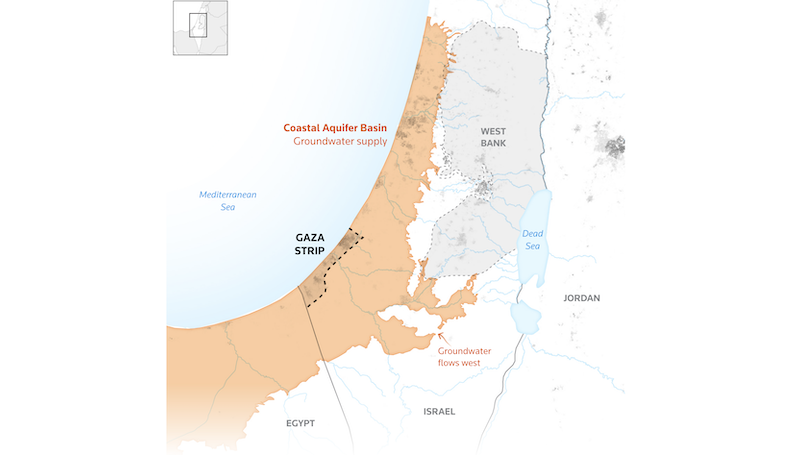 Coastal Aquifer Basin
Groundwater supply
WEST
BANK
Mediterranean
Sea
GAZA
STRIP
Dead
Sea
JORDAN
Groundwater
flows west
ISRAEL
EGYPT